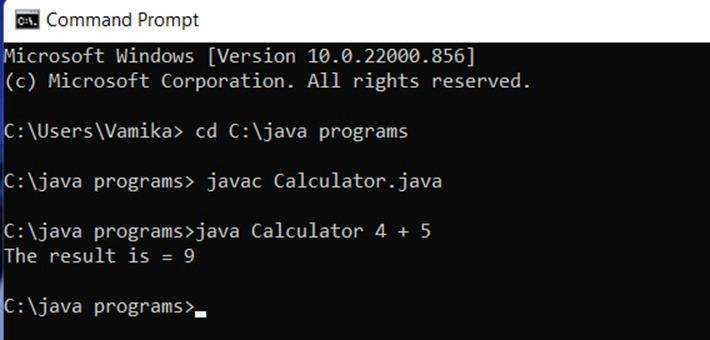 Command Prompt
Microsoft Windows [Version 10.0.22000.856]
(c) Microsoft Corporation. All rights reserved.
C:\Users\Vamika> cd C:\java programs
C:\java programs> javac Calculator.java
C:\java programs>java Calculator 4 + 5
The result is = 9
C:\java programs>